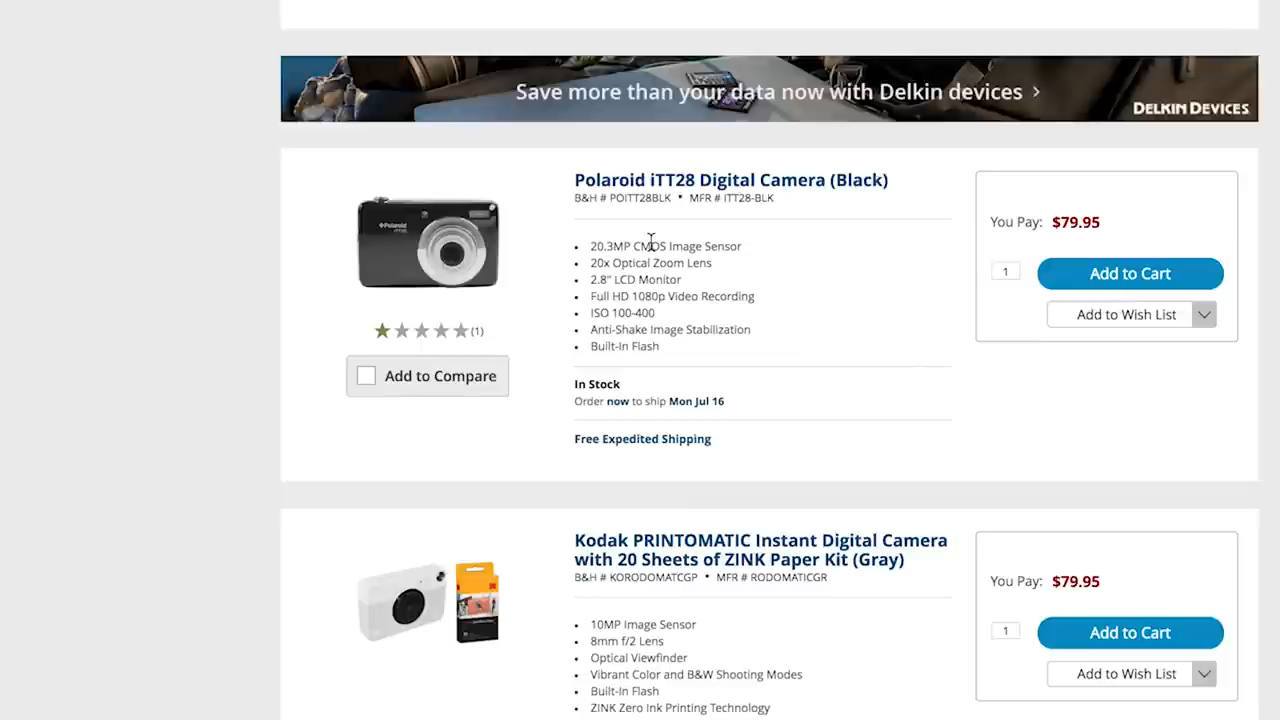 Save more than your data now with Delkin devices >
DELKIN DEVICES
Polaroid iTT28 Digital Camera (Black)
B&H # POITT28BLK • MFR # ITT28-BLK
• 20.3MP CMOS Image Sensor
• 20x Optical Zoom Lens
• 2.8" LCD Monitor
• Full HD 1080p Video Recording
• ISO 100-400
• Anti-Shake Image Stabilization
• Built-In Flash
In Stock
Order now to ship Mon Jul 16
Free Expedited Shipping
Polaroid
(1)
Add to Compare
You Pay: $79.95
1 Add to Cart
Add to Wish List
Kodak PRINTOMATIC Instant Digital Camera
with 20 Sheets of ZINK Paper Kit (Gray)
B&H # KORODOMATCGP • MFR # RODOMATICGR
• 10MP Image Sensor
• 8mm f/2 Lens
• Optical Viewfinder
• Vibrant Color and B&W Shooting Modes
• Built-In Flash
• ZINK Zero Ink Printing Technology
You Pay: $79.95
1 Add to Cart
Add to Wish List